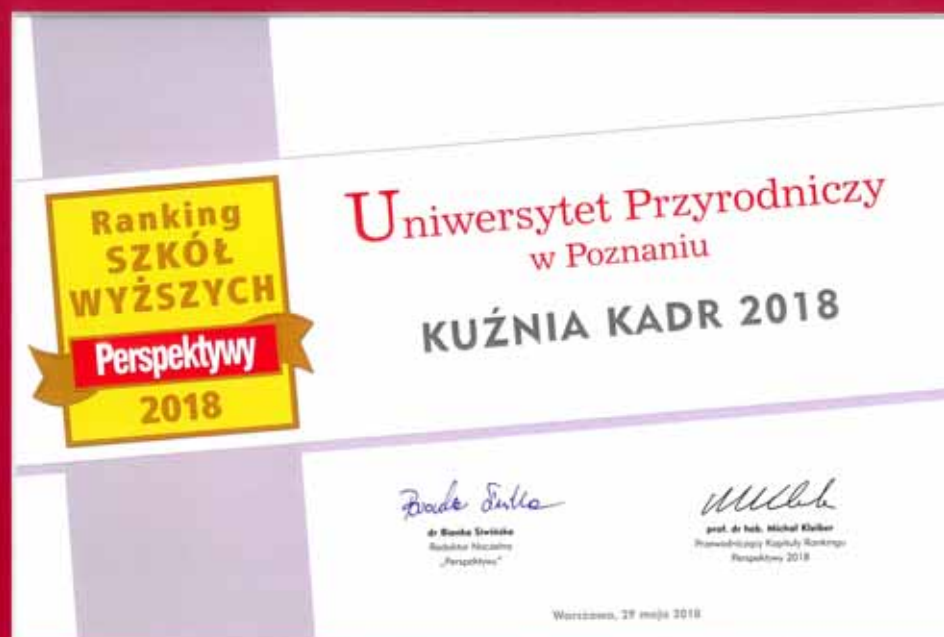 Ranking
SZKÓŁ
WYŻSZYCH
Perspektywy
2018
Uniwersytet Przyrodniczy
w Poznaniu
KUŹNIA KADR 2018
dr Bianka Siwińska
Redaktor Naczelna
„Perspektywy”
prof. dr hab. Michał Kleiber
Przewodniczący Kapituły Rankingu
Perspektywy 2018
Warszawa, 29 maja 2018